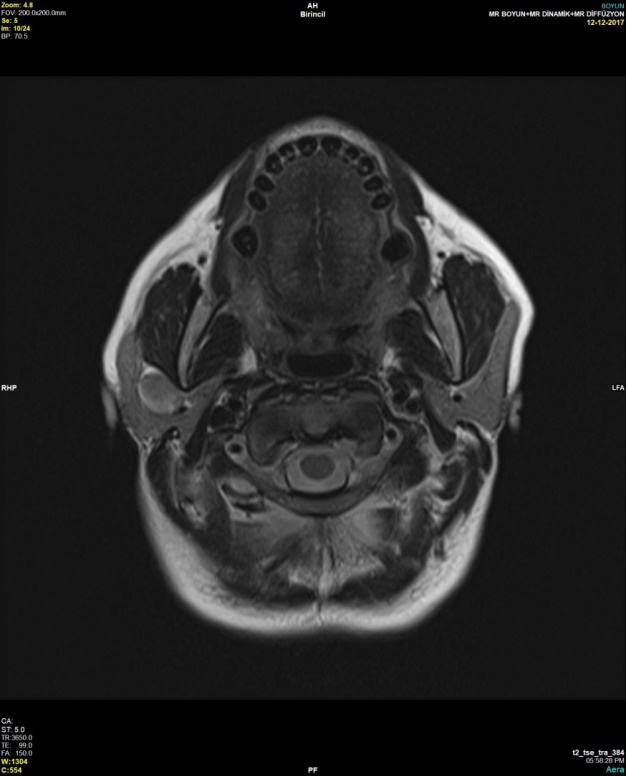 Zoom: 4.8
FOV: 200.0x200.0mm
Se: 5
Im: 10/24
BP: 70.5
AH
Birincil
BOYUN
MR BOYUN+MR DİNAMİK+MR DİFFÜZYON
12-12-2017
RHP
LFA
CA:
ST: 5.0
TR:3650.0
TE: 99.0
FA: 150.0
W:1304
C:554
PF
t2_tse_tra_384
05:58:28 PM
Aera